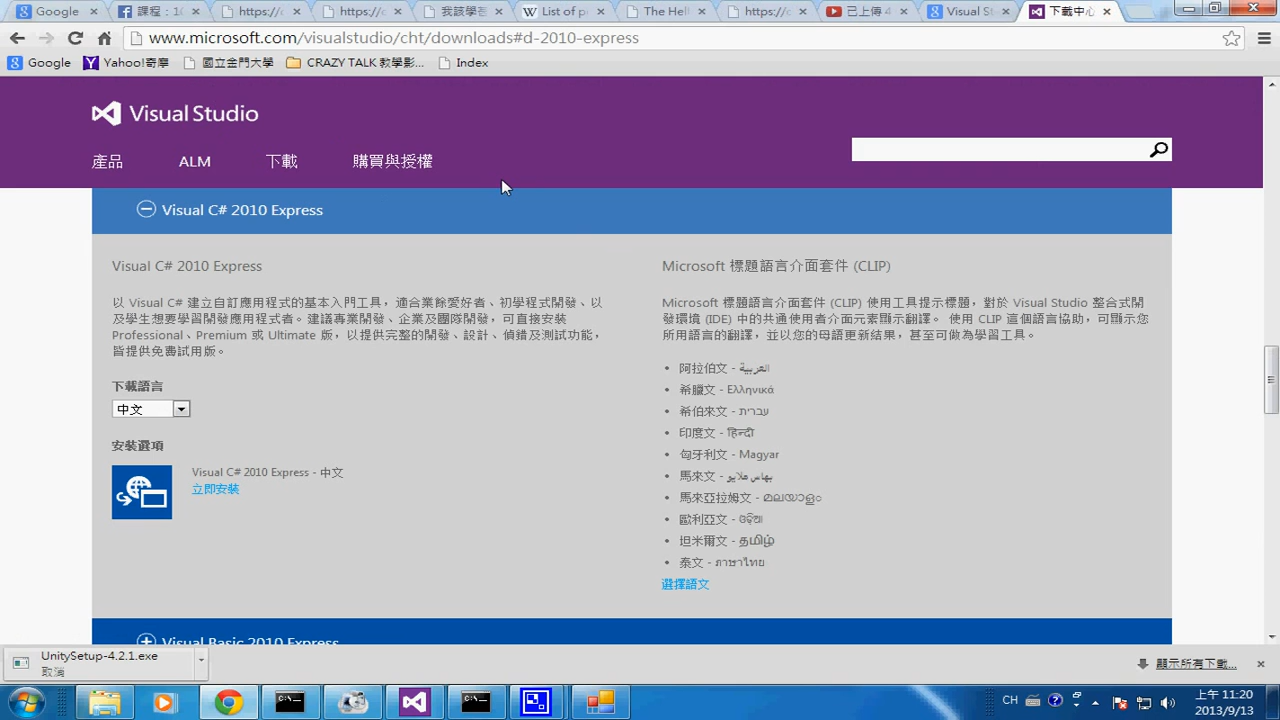 Google
課程：1
https://c
https://c
我該學
List of p
The Hel
https://c
已上傳 4
Visual S
下載中心
www.microsoft.com/visualstudio/cht/downloads#d-2010-express
Google
Yahoo!奇摩
國立金門大學
CRAZY TALK 教學影...
Index
Visual Studio
產品
ALM
下載
購買與授權
Visual C# 2010 Express
Visual C# 2010 Express
以 Visual C# 建立自訂應用程式的基本入門工具，適合業餘愛好者、初學程式開發、以
及學生想要學習開發應用程式者。建議專業開發、企業及團隊開發，可直接安裝
Professional、Premium 或 Ultimate 版，以提供完整的開發、設計、偵錯及測試功能，
皆提供免費試用版。
下載語言
中文
安裝選項
Visual C# 2010 Express - 中文
立即安裝
Microsoft 標題語言介面套件 (CLIP)
Microsoft 標題語言介面套件 (CLIP) 使用工具提示標題，對於 Visual Studio 整合式開
發環境 (IDE) 中的共通使用者介面元素顯示翻譯。 使用 CLIP 這個語言協助，可顯示您
所用語言的翻譯，並以您的母語更新結果，甚至可做為學習工具。
阿拉伯文 - العربية
希臘文 - Ελληνικά
希伯來文 - עברית
印度文 - हिन्दी
匈牙利文 - Magyar
馬來文 - بهاس ملايو
馬來亞拉姆文 - മലയാളം
歐利亞文 - ଓଡ଼ିଆ
坦米爾文 - தமிழ்
泰文 - ภาษาไทย
選擇語文
Visual Basic 2010 Express
UnitySetup-4.2.1.exe
取消
顯示所有下載...
CH
上午 11:20
2013/9/13